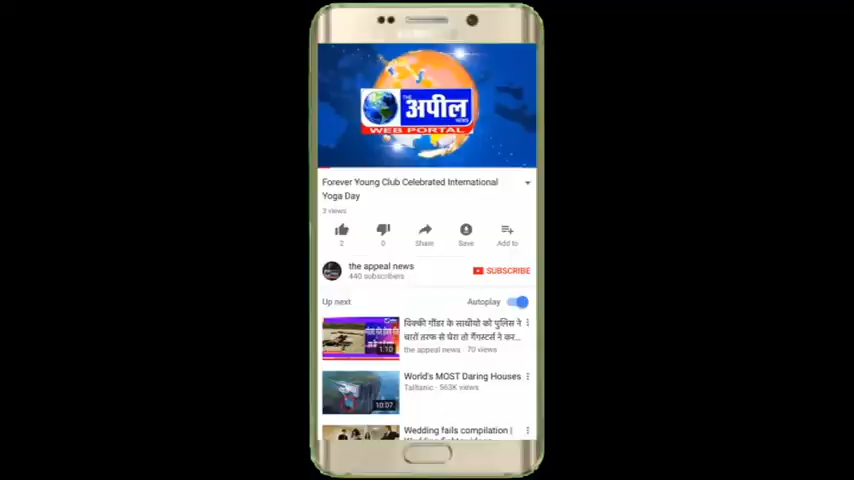 THE
अपील
NEWS
WEB PORTAL
Forever Young Club Celebrated International
Yoga Day
3 views
2
0
Share
Save
Add to
the appeal news
440 subscribers
SUBSCRIBE
Up next
Autoplay
विक्की गौंडर के साथीयो को पुलिस ने
चारों तरफ से घेरा तो गैंगस्टर्स ने कर...
the appeal news · 70 views
1:10
World's MOST Daring Houses
Talltanic · 563K views
10:07
Wedding fails compilation |